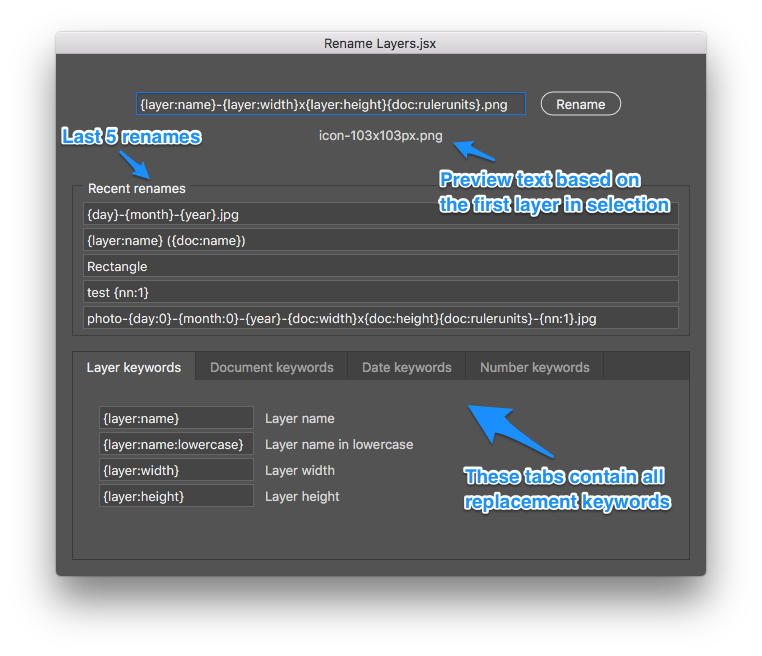 Rename Layers.jsx
{layer:name}-{layer:width}x{layer:height}{doc:rulerunits}.png
Rename
icon-103x103px.png
Last 5 renames
Preview text based on
the first layer in selection
Recent renames
{day}-{month}-{year}.jpg
{layer:name} ({doc:name})
Rectangle
test {nn:1}
photo-{day:0}-{month:0}-{year}-{doc:width}x{doc:height}{doc:rulerunits}-{nn:1}.jpg
Layer keywords
Document keywords
Date keywords
Number keywords
{layer:name} Layer name
{layer:name:lowercase} Layer name in lowercase
{layer:width} Layer width
{layer:height} Layer height
These tabs contain all
replacement keywords